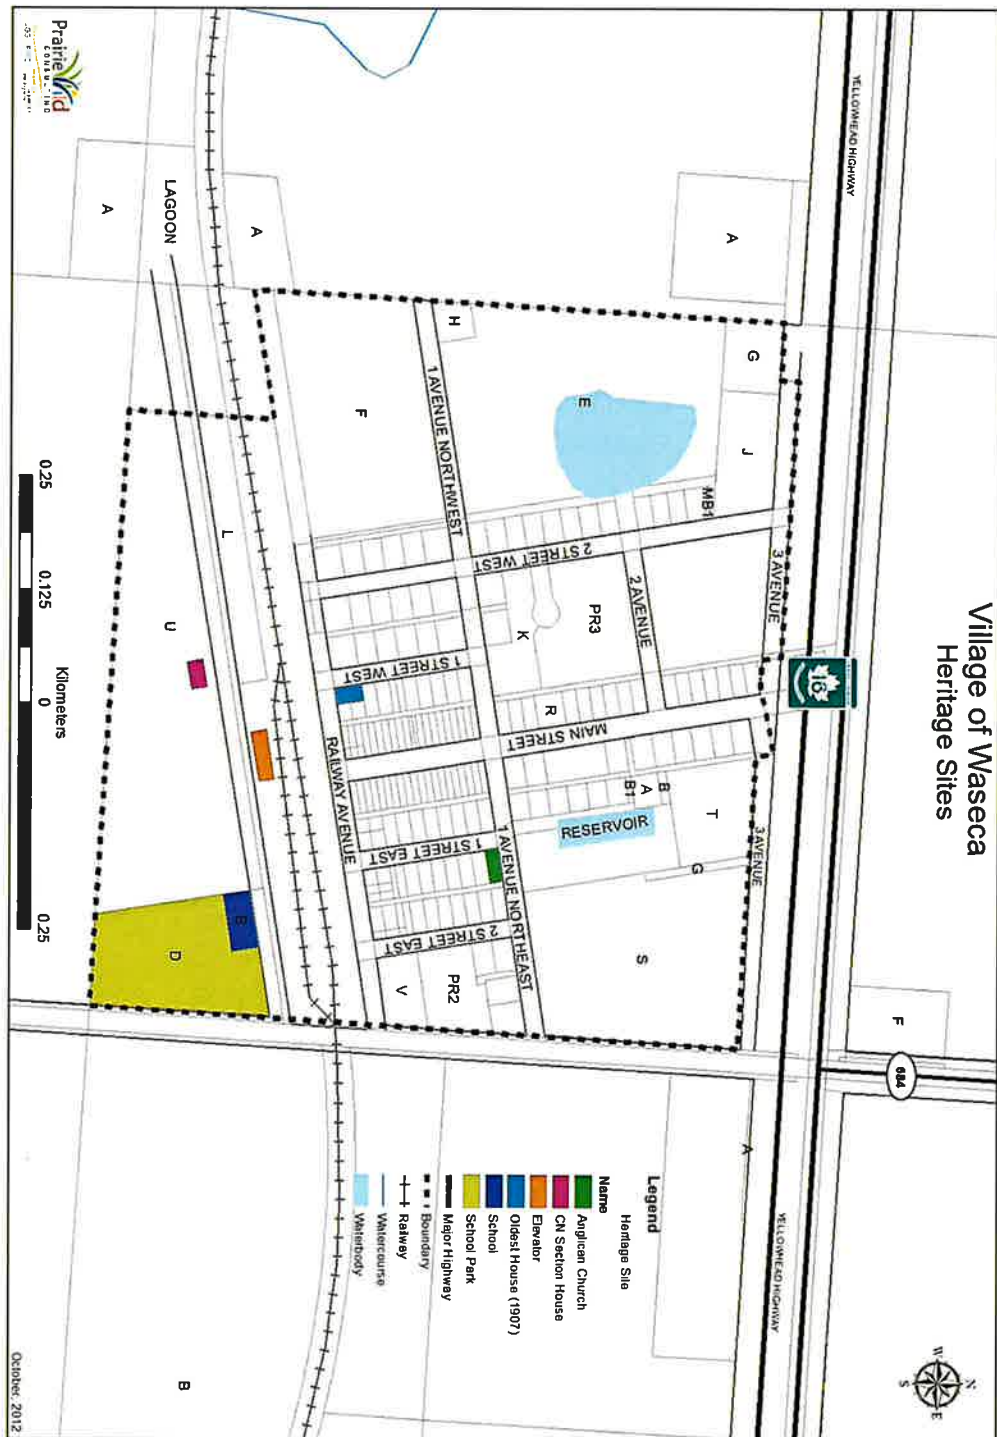 Village of Waseca
Heritage Sites
YELLOWHEAD HIGHWAY
YELLOWHEAD HIGHWAY
16
684
F
A
A
G
J
MB1
3 AVENUE
3 AVENUE
E
2 STREET WEST
2 AVENUE
PR3
K
R
MAIN STREET
B
A
B1
T
G
RESERVOIR
S
H
1 AVENUE NORTHWEST
1 AVENUE NORTHEAST
F
1 STREET WEST
1 STREET EAST
2 STREET EAST
PR2
V
RAILWAY AVENUE
A
LAGOON
A
L
U
B
D
B
Legend
Heritage Site
Name
Anglican Church
CN Section House
Elevator
Oldest House (1907)
School
School Park
Major Highway
Boundary
Railway
Watercourse
Waterbody
N
W
E
S
0.25
0.125
0
0.25
Kilometers
Prairie Wild
CONSULTING
October, 2012